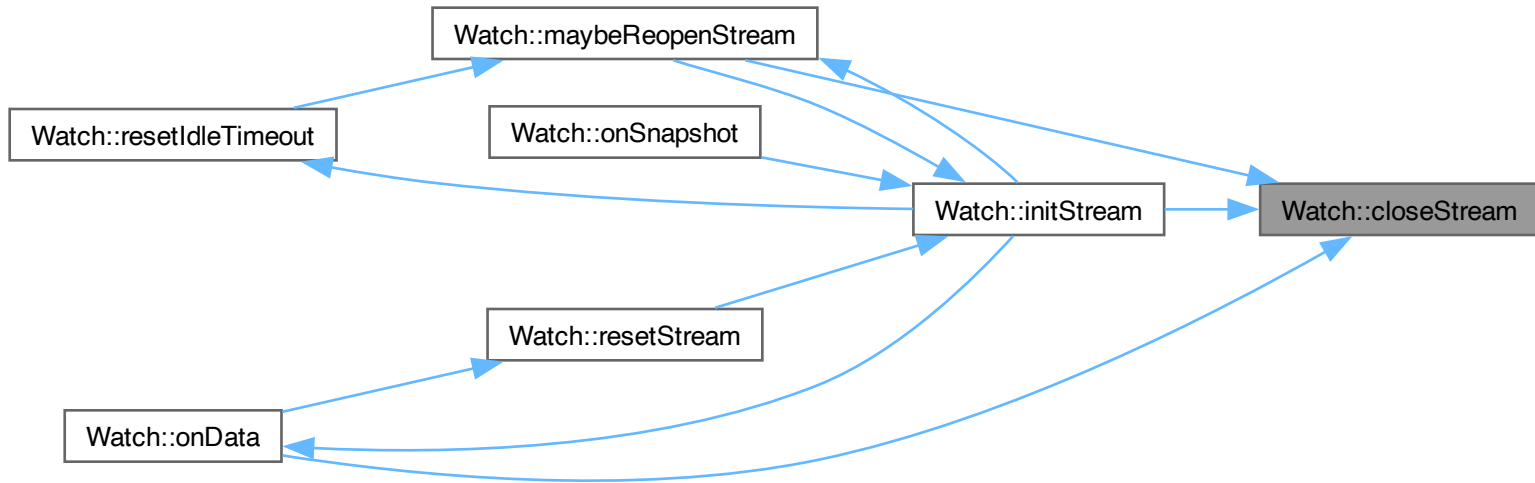 Watch::maybeReopenStream
Watch::resetIdleTimeout
Watch::onSnapshot
Watch::initStream
Watch::closeStream
Watch::resetStream
Watch::onData